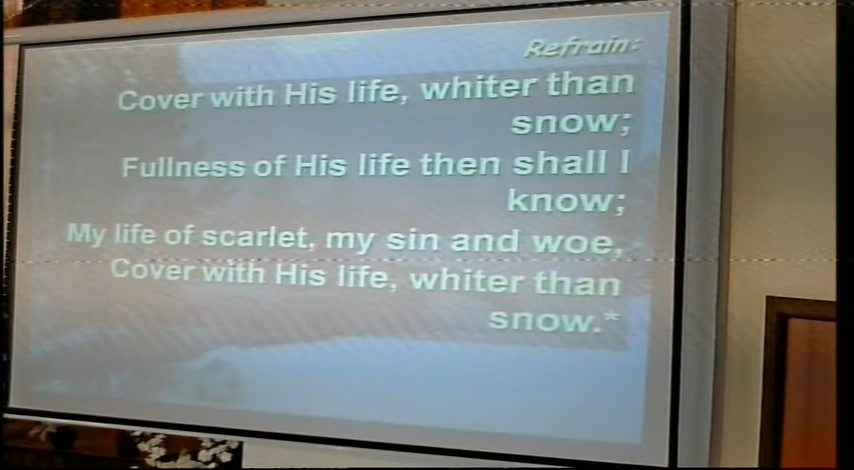 Refrain:
Cover with His life, whiter than
snow;
Fullness of His life then shall I
know;
My life of scarlet, my sin and woe,
Cover with His life, whiter than
snow.*